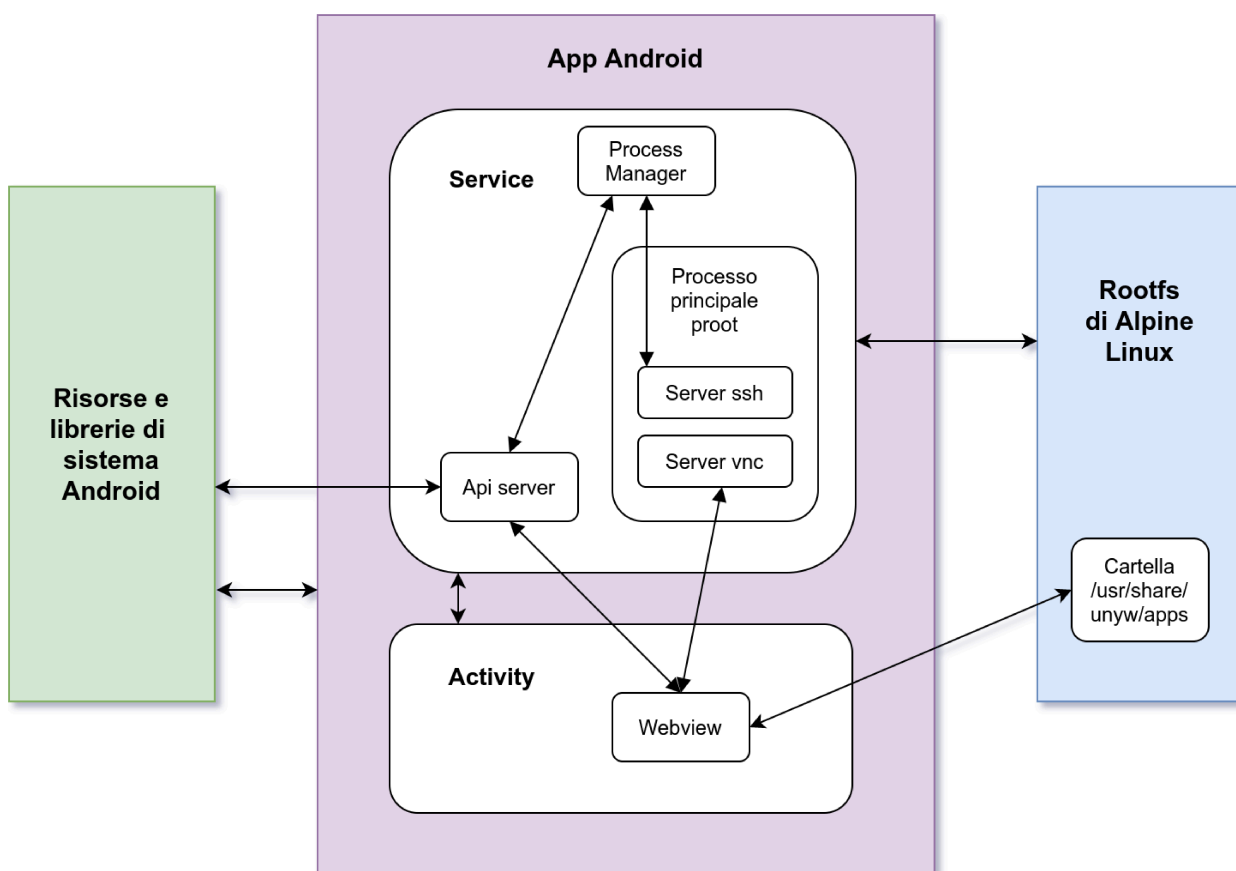 App Android
Service
Process
Manager
Processo
principale
proot
Server ssh
Server vnc
Api server
Risorse e
librerie di
sistema
Android
Rootfs
di Alpine
Linux
Cartella
/usr/share/
unyw/apps
Activity
Webview